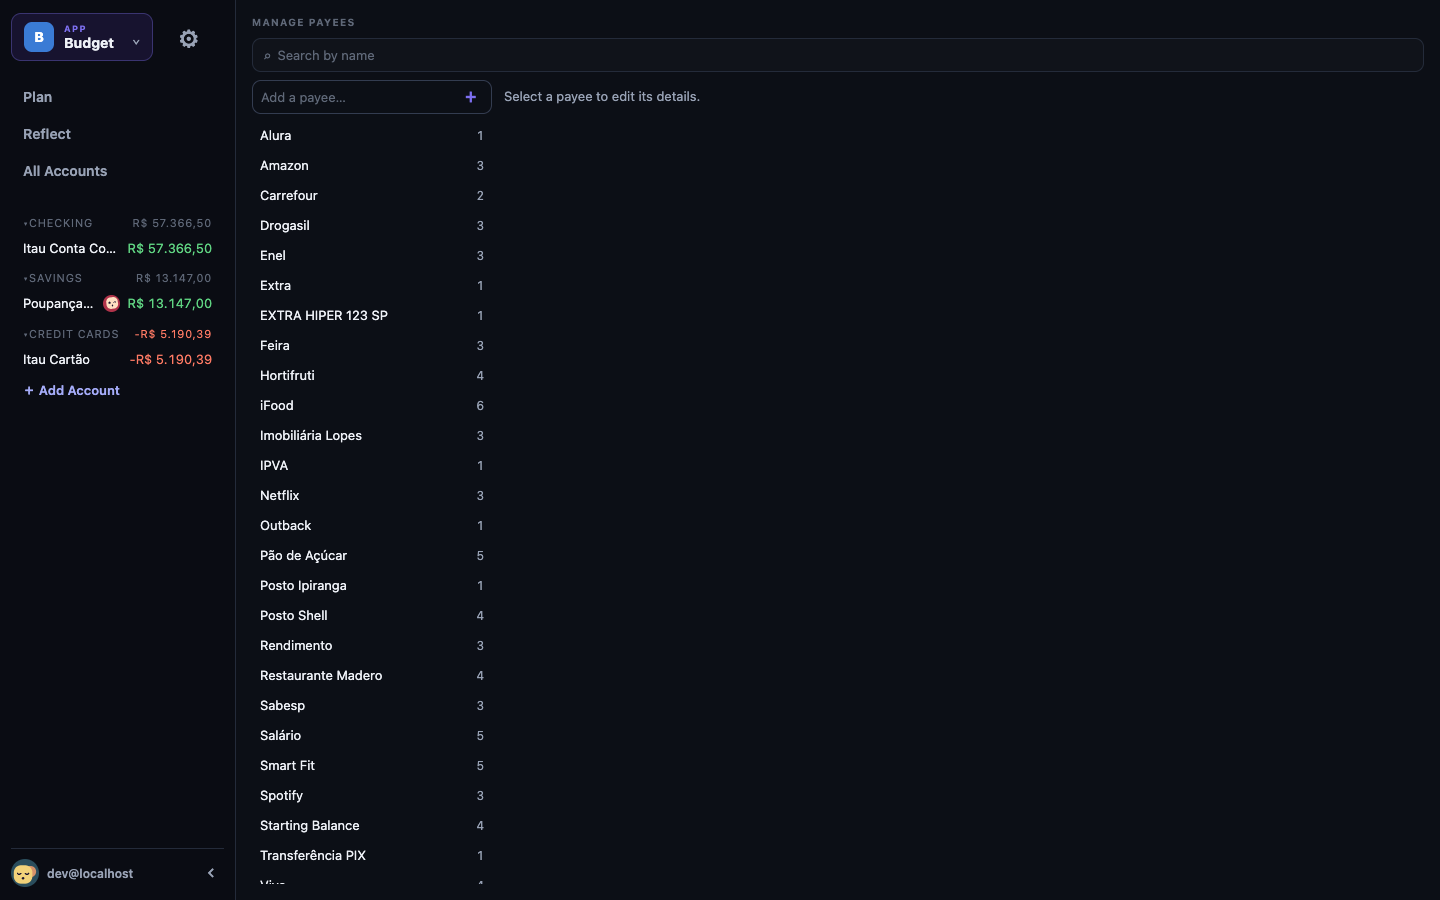 B
APP
Budget
Plan
Reflect
All Accounts
CHECKING R$ 57.366,50
Itau Conta Co... R$ 57.366,50
SAVINGS R$ 13.147,00
Poupança... R$ 13.147,00
CREDIT CARDS -R$ 5.190,39
Itau Cartão -R$ 5.190,39
+ Add Account
dev@localhost
MANAGE PAYEES
Search by name
Add a payee... +
Select a payee to edit its details.
Alura 1
Amazon 3
Carrefour 2
Drogasil 3
Enel 3
Extra 1
EXTRA HIPER 123 SP 1
Feira 3
Hortifruti 4
iFood 6
Imobiliária Lopes 3
IPVA 1
Netflix 3
Outback 1
Pão de Açúcar 5
Posto Ipiranga 1
Posto Shell 4
Rendimento 3
Restaurante Madero 4
Sabesp 3
Salário 5
Smart Fit 5
Spotify 3
Starting Balance 4
Transferência PIX 1